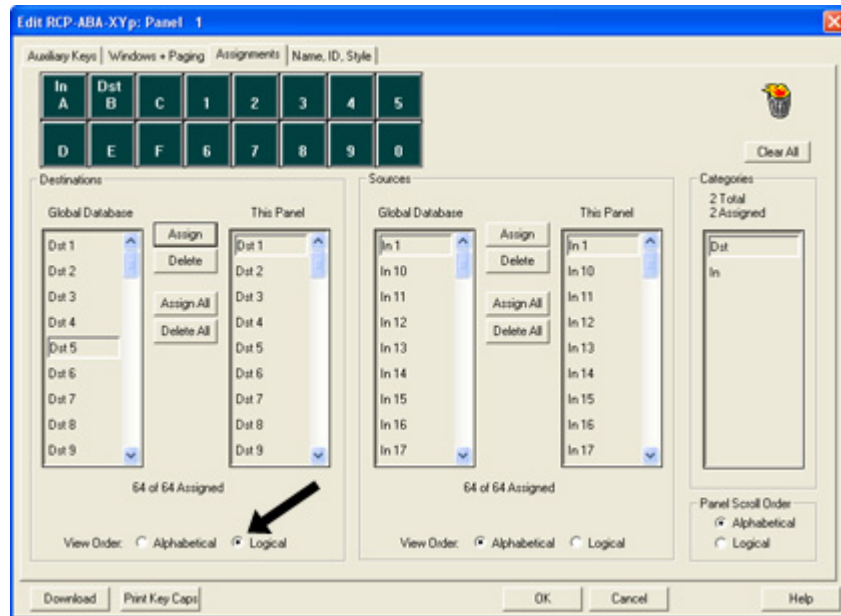 Edit RCP-ABA-XYp: Panel 1
Auxiliary Keys Windows + Paging Assignments Name, ID, Style
In Dst
A B C 1 2 3 4 5
D E F 6 7 8 9 0
Clear All
Destinations
Global Database This Panel
Dst 1
Dst 2
Dst 3
Dst 4
Dst 5
Dst 6
Dst 7
Dst 8
Dst 9
Assign
Delete
Assign All
Delete All
Dst 1
Dst 2
Dst 3
Dst 4
Dst 5
Dst 6
Dst 7
Dst 8
Dst 9
64 of 64 Assigned
View Order: Alphabetical Logical
Sources
Global Database This Panel
In 1
In 10
In 11
In 12
In 13
In 14
In 15
In 16
In 17
Assign
Delete
Assign All
Delete All
In 1
In 10
In 11
In 12
In 13
In 14
In 15
In 16
In 17
64 of 64 Assigned
View Order: Alphabetical Logical
Categories
2 Total
2 Assigned
Dst
In
Panel Scroll Order
Alphabetical
Logical
Download Print Key Caps OK Cancel Help